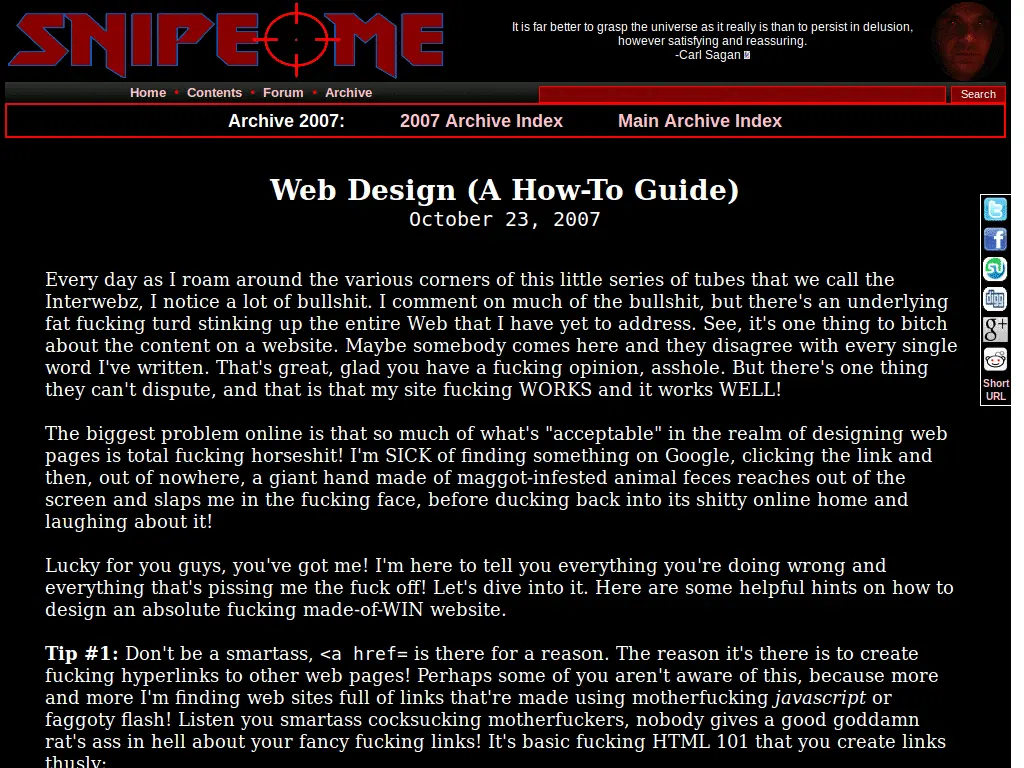 SNIPE ME
It is far better to grasp the universe as it really is than to persist in delusion,
however satisfying and reassuring.
-Carl Sagan
Home • Contents • Forum • Archive
Search
Archive 2007: 2007 Archive Index Main Archive Index
Web Design (A How-To Guide)
October 23, 2007
Every day as I roam around the various corners of this little series of tubes that we call the
Interwebz, I notice a lot of bullshit. I comment on much of the bullshit, but there's an underlying
fat fucking turd stinking up the entire Web that I have yet to address. See, it's one thing to bitch
about the content on a website. Maybe somebody comes here and they disagree with every single
word I've written. That's great, glad you have a fucking opinion, asshole. But there's one thing
they can't dispute, and that is that my site fucking WORKS and it works WELL!
The biggest problem online is that so much of what's "acceptable" in the realm of designing web
pages is total fucking horseshit! I'm SICK of finding something on Google, clicking the link and
then, out of nowhere, a giant hand made of maggot-infested animal feces reaches out of the
screen and slaps me in the fucking face, before ducking back into its shitty online home and
laughing about it!
Lucky for you guys, you've got me! I'm here to tell you everything you're doing wrong and
everything that's pissing me the fuck off! Let's dive into it. Here are some helpful hints on how to
design an absolute fucking made-of-WIN website.
Tip #1: Don't be a smartass, <a href= is there for a reason. The reason it's there is to create
fucking hyperlinks to other web pages! Perhaps some of you aren't aware of this, because more
and more I'm finding web sites full of links that're made using motherfucking javascript or
faggoty flash! Listen you smartass cocksucking motherfuckers, nobody gives a good goddamn
rat's ass in hell about your fancy fucking links! It's basic fucking HTML 101 that you create links
thusly:
digg
g+
Short
URL